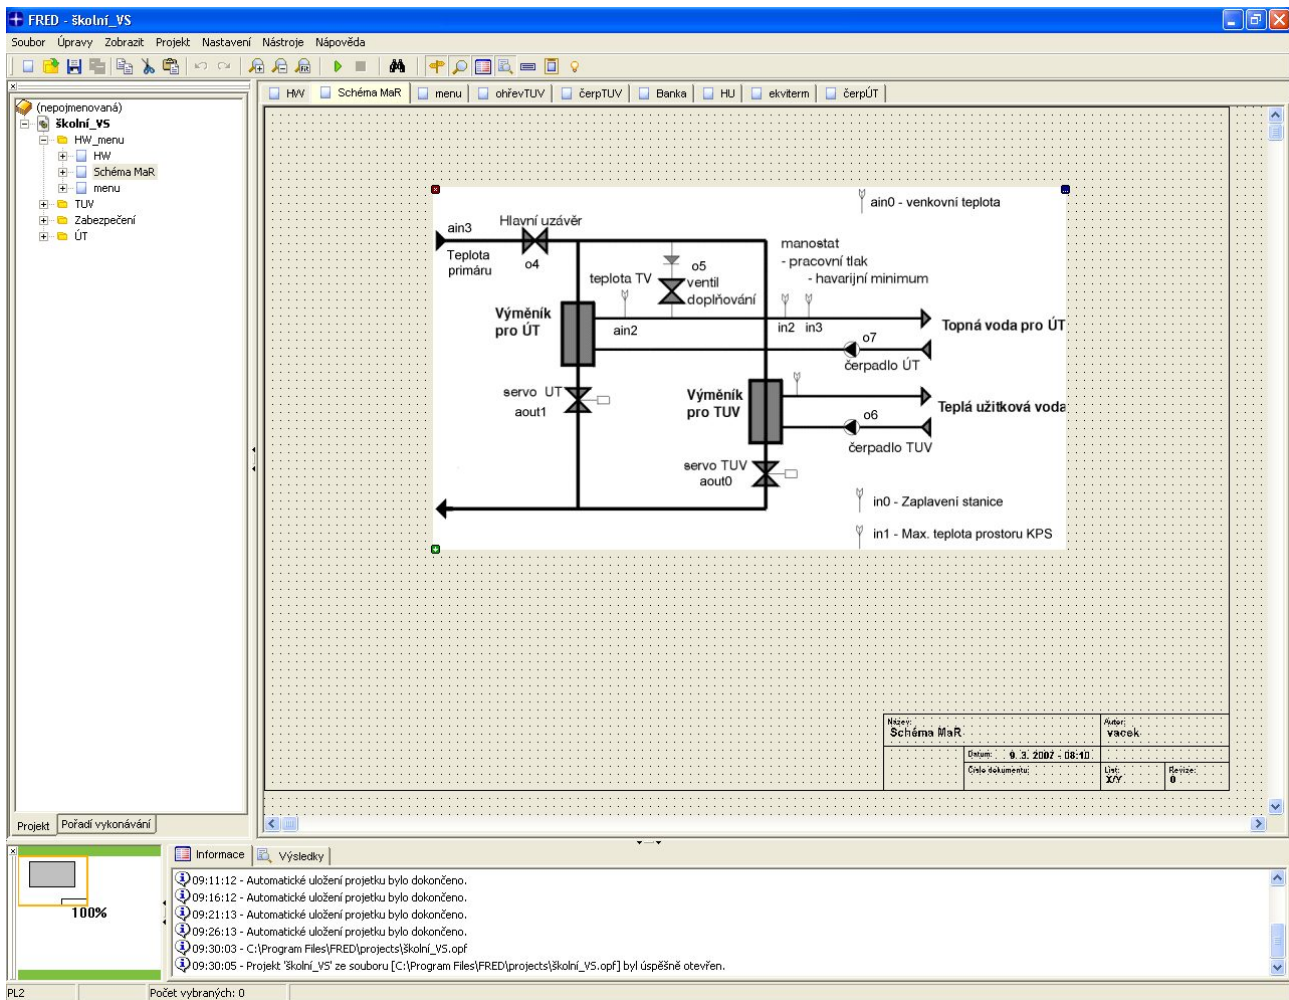 FRED - školní_VS
Soubor Úpravy Zobrazit Projekt Nastavení Nástroje Nápověda
HW Schéma MaR menu ohřevTUV čerpTUV Banka HU ekviterm čerpÚT
(nepojmenovaná)
školní_VS
HW_menu
HW
Schéma MaR
menu
TUV
Zabezpečení
ÚT
Projekt Pořadí vykonávání
ain0 - venkovní teplota
ain3
Hlavní uzávěr
Teplota
primáru
o4
manostat
- pracovní tlak
- havarijní minimum
teplota TV
o5
ventil
doplňování
Výměník
pro ÚT
ain2
in2 in3
Topná voda pro ÚT
o7
čerpadlo ÚT
servo UT
aout1
Výměník
pro TUV
Teplá užitková voda
o6
čerpadlo TUV
servo TUV
aout0
in0 - Zaplavení stanice
in1 - Max. teplota prostoru KPS
Název:
Schéma MaR
Autor:
vacek
Datum: 9. 3. 2007 - 08:10
Číslo dokumentu:
List:
X/Y
Revize:
0
100%
Informace Výsledky
09:11:12 - Automatické uložení projetku bylo dokončeno.
09:16:12 - Automatické uložení projetku bylo dokončeno.
09:21:13 - Automatické uložení projetku bylo dokončeno.
09:26:13 - Automatické uložení projetku bylo dokončeno.
09:30:03 - C:\Program Files\FRED\projects\školní_VS.opf
09:30:05 - Projekt 'školní_VS' ze souboru [C:\Program Files\FRED\projects\školní_VS.opf] byl úspěšně otevřen.
PL2 Počet vybraných: 0